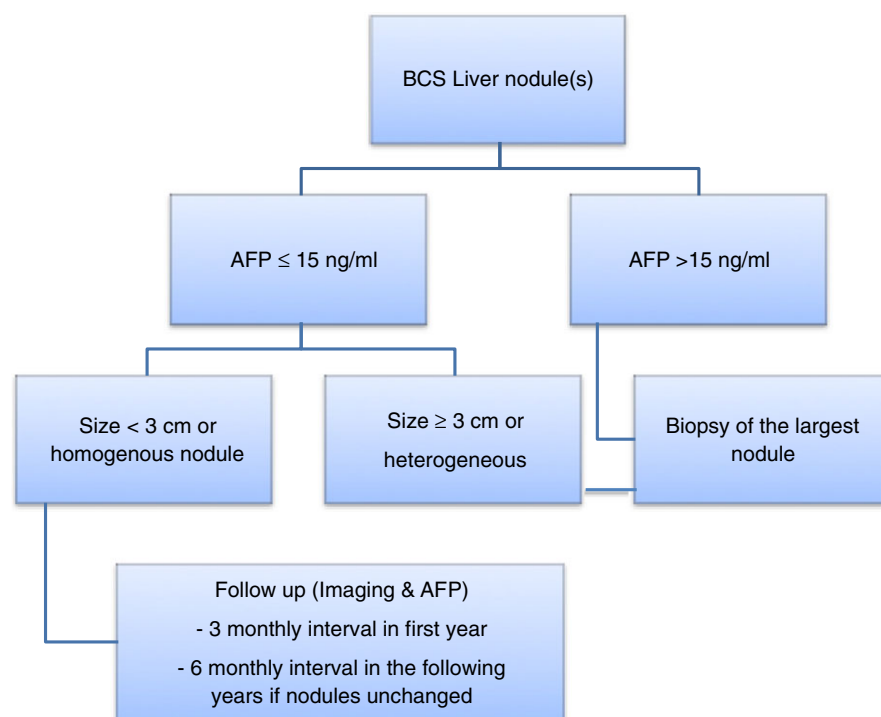 BCS Liver nodule(s)
AFP ≤ 15 ng/ml
AFP >15 ng/ml
Size < 3 cm or
homogenous nodule
Size ≥ 3 cm or
heterogeneous
Biopsy of the largest
nodule
Follow up (Imaging & AFP)
- 3 monthly interval in first year
- 6 monthly interval in the following
years if nodules unchanged